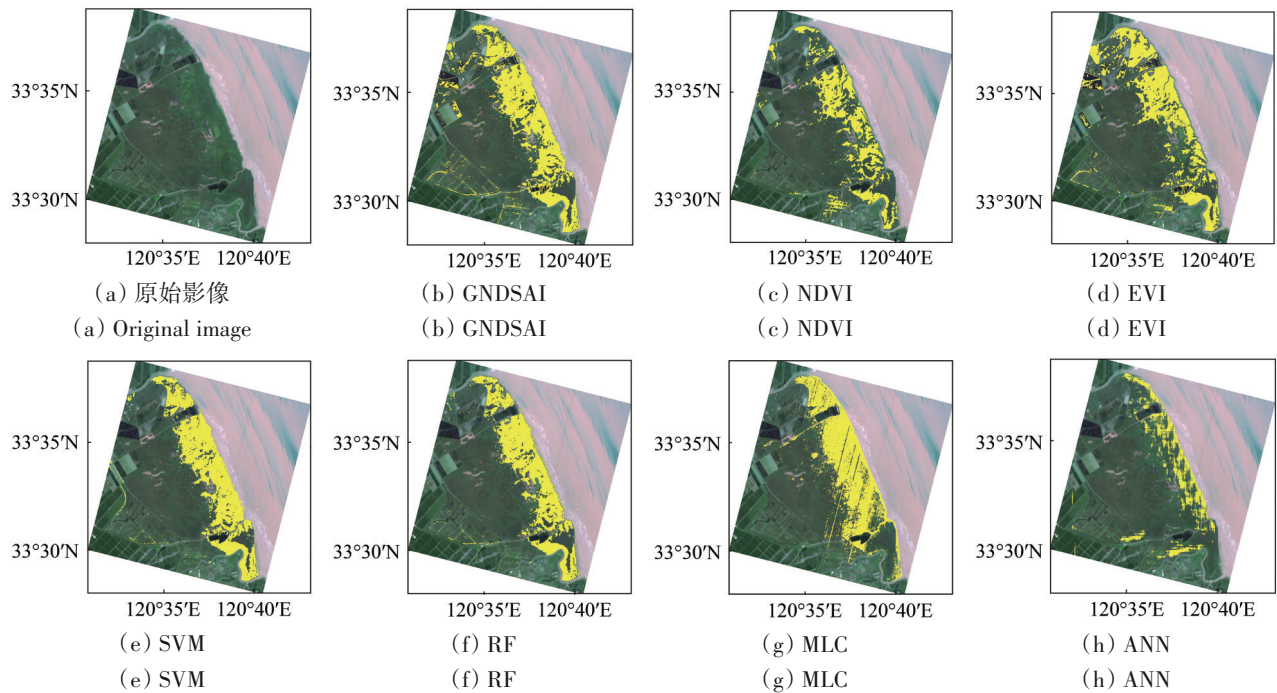 33°35′N
33°30′N
120°35′E 120°40′E
33°35′N
33°30′N
120°35′E 120°40′E
33°35′N
33°30′N
120°35′E 120°40′E
33°35′N
33°30′N
120°35′E 120°40′E
(a) 原始影像
(b) GNDSAI
(c) NDVI
(d) EVI
(a) Original image
(b) GNDSAI
(c) NDVI
(d) EVI
33°35′N
33°30′N
120°35′E 120°40′E
33°35′N
33°30′N
120°35′E 120°40′E
33°35′N
33°30′N
120°35′E 120°40′E
33°35′N
33°30′N
120°35′E 120°40′E
(e) SVM
(f) RF
(g) MLC
(h) ANN
(e) SVM
(f) RF
(g) MLC
(h) ANN